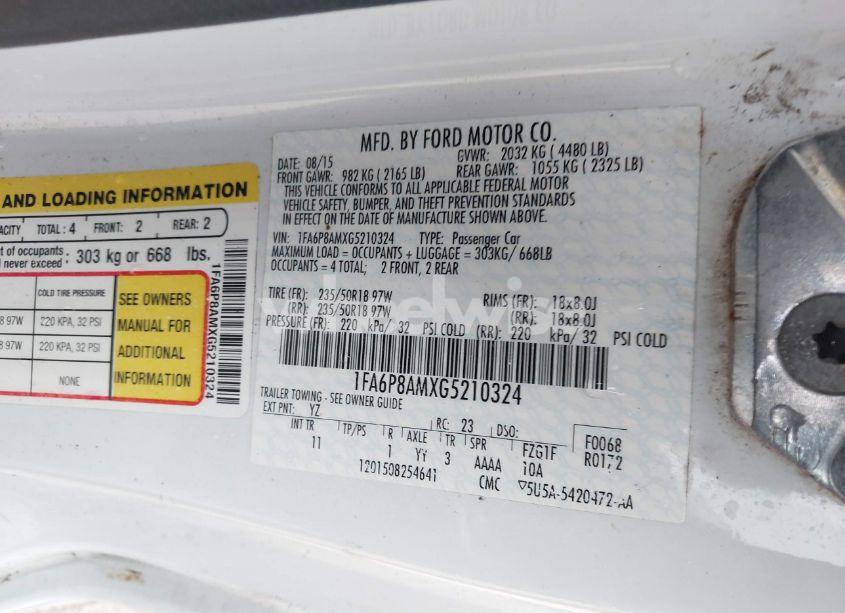 AND LOADING INFORMATION
TOTAL : 4 FRONT: 2 REAR: 2
of occupants
never exceed : 303 kg or 668 lbs.
COLD TIRE PRESSURE
97W 220 KPA, 32 PSI
97W 220 KPA, 32 PSI
NONE
SEE OWNERS
MANUAL FOR
ADDITIONAL
INFORMATION
1FA6P8AMXG5210324
MFD. BY FORD MOTOR CO.
DATE: 08/15 GVWR: 2032 KG ( 4480 LB)
FRONT GAWR: 982 KG ( 2165 LB) REAR GAWR: 1055 KG ( 2325 LB)
THIS VEHICLE CONFORMS TO ALL APPLICABLE FEDERAL MOTOR
VEHICLE SAFETY, BUMPER, AND THEFT PREVENTION STANDARDS
IN EFFECT ON THE DATE OF MANUFACTURE SHOWN ABOVE.
VIN: 1FA6P8AMXG5210324 TYPE: Passenger Car
MAXIMUM LOAD = OCCUPANTS + LUGGAGE = 303KG/ 668LB
OCCUPANTS = 4 TOTAL; 2 FRONT, 2 REAR
TIRE (FR): 235/50R18 97W RIMS (FR): 18x8.0J
(RR): 235/50R18 97W (RR): 18x8.0J
PRESSURE (FR): 220 kPa/ 32 PSI COLD (RR): 220 kPa/32 PSI COLD
1FA6P8AMXG5210324
TRAILER TOWING - SEE OWNER GUIDE
EXT PNT: YZ RC: 23 DSO: F0068
INT TR TP/PS R AXLE TR SPR FZG1F R0172
11 1 YY 3 AAAA 10A
1201508254641 CMC